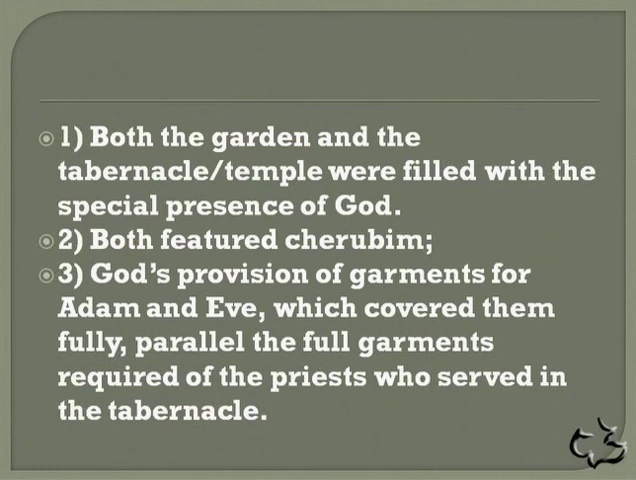 1) Both the garden and the
tabernacle/temple were filled with the
special presence of God.
2) Both featured cherubim;
3) God's provision of garments for
Adam and Eve, which covered them
fully, parallel the full garments
required of the priests who served in
the tabernacle.